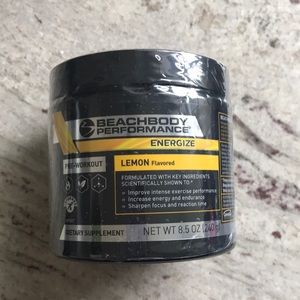 BEACHBODY
PERFORMANCE®
ENERGIZE
PRE-WORKOUT
LEMON Flavored
FORMULATED WITH KEY INGREDIENTS
SCIENTIFICALLY SHOWN TO:*
» Improve intense exercise performance
» Increase energy and endurance
» Sharpen focus and reaction time
DIETARY SUPPLEMENT
NET WT 8.5 OZ (240 g)